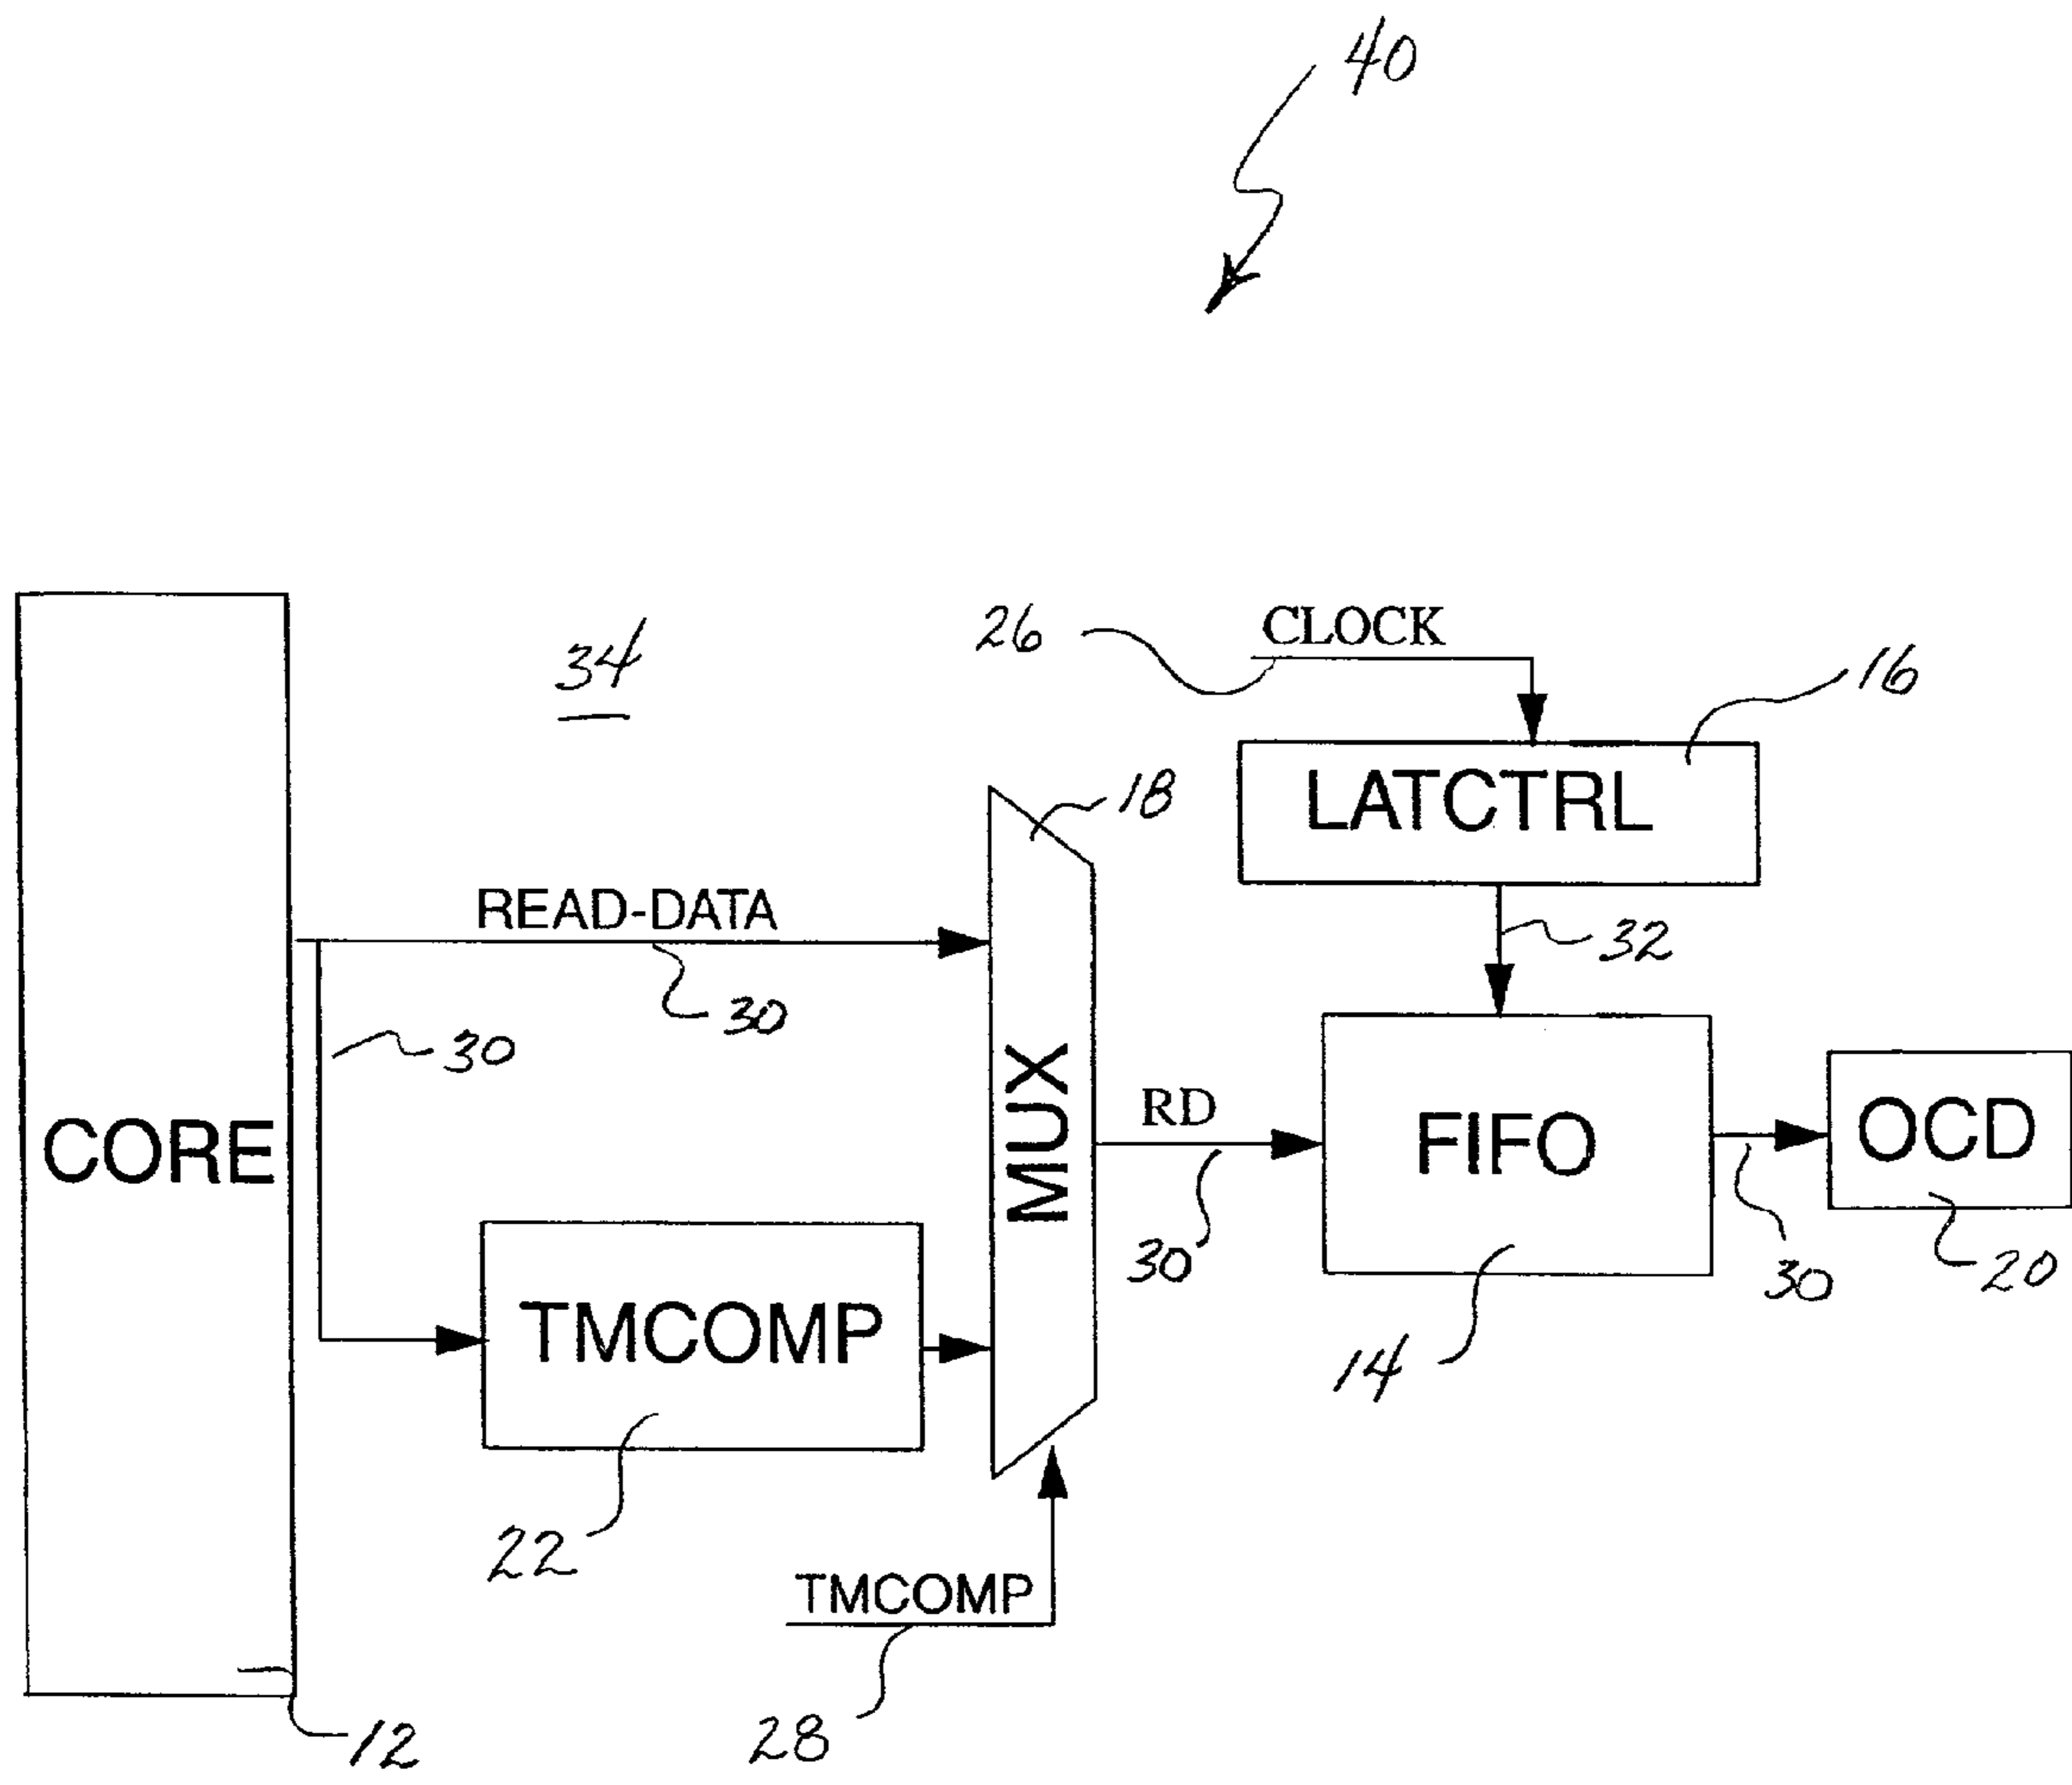 40
34
26
CLOCK
16
LATCTRL
18
READ-DATA
32
30
30
CORE
MUX
RD
FIFO
OCD
30
30
20
TMCOMP
14
22
TMCOMP
28
12